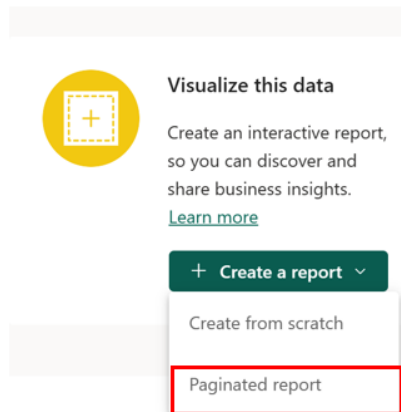 Visualize this data
Create an interactive report,
so you can discover and
share business insights.
Learn more
+ Create a report
Create from scratch
Paginated report